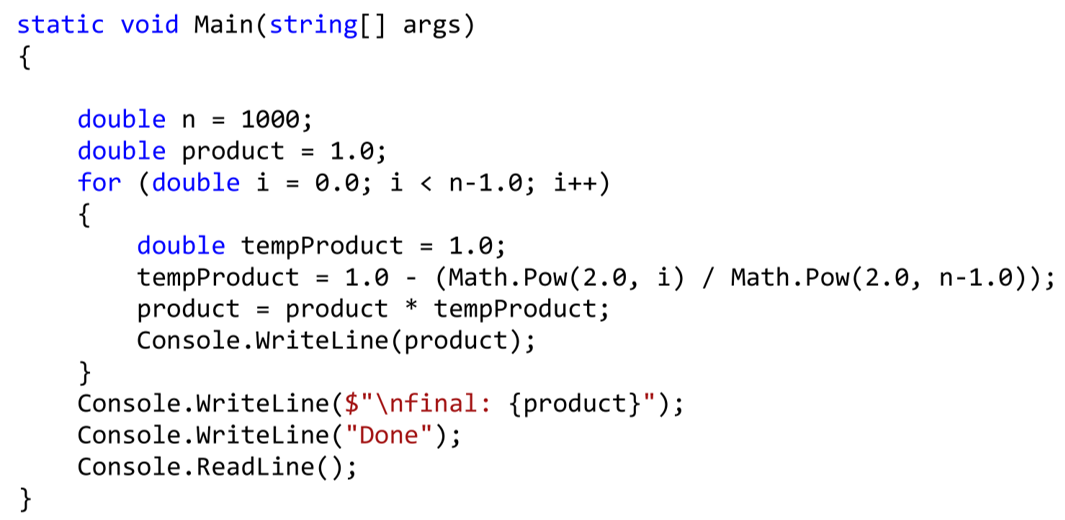 static void Main(string[] args)
{
double n = 1000;
double product = 1.0;
for (double i = 0.0; i < n-1.0; i++)
{
double tempProduct = 1.0;
tempProduct = 1.0 - (Math.Pow(2.0, i) / Math.Pow(2.0, n-1.0));
product = product * tempProduct;
Console.WriteLine(product);
}
Console.WriteLine($"\nfinal: {product}");
Console.WriteLine("Done");
Console.ReadLine();
}